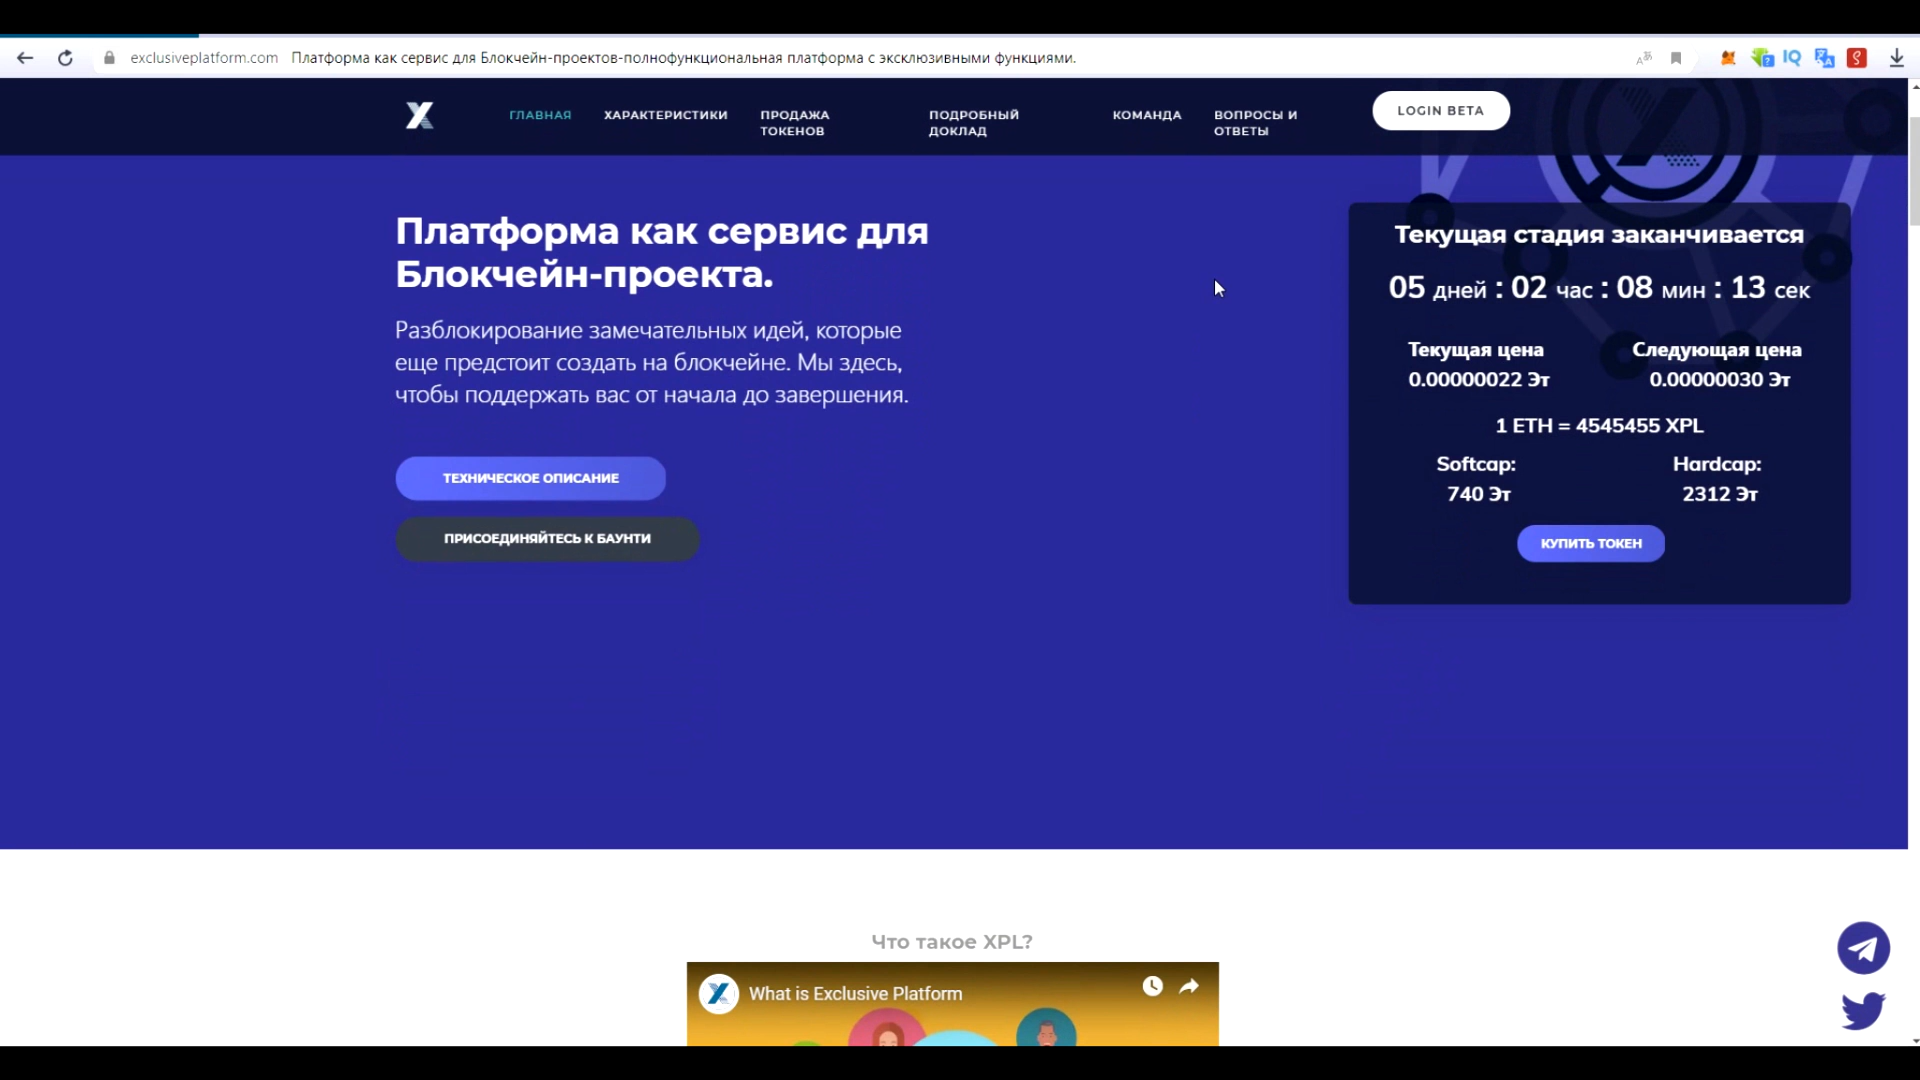 exclusiveplatform.com Платформа как сервис для Блокчейн-проектов-полнофункциональная платформа с эксклюзивными функциями.
IQ
ГЛАВНАЯ
ХАРАКТЕРИСТИКИ
ПРОДАЖА
ТОКЕНОВ
ПОДРОБНЫЙ
ДОКЛАД
КОМАНДА
ВОПРОСЫ И
ОТВЕТЫ
LOGIN BETA
Платформа как сервис для
Блокчейн-проекта.
Разблокирование замечательных идей, которые
еще предстоит создать на блокчейне. Мы здесь,
чтобы поддержать вас от начала до завершения.
ТЕХНИЧЕСКОЕ ОПИСАНИЕ
ПРИСОЕДИНЯЙТЕСЬ К БАУНТИ
Текущая стадия заканчивается
05 дней : 02 час : 08 мин : 13 сек
Текущая цена
0.00000022 Эт
Следующая цена
0.00000030 Эт
1 ETH = 4545455 XPL
Softcap:
740 Эт
Hardcap:
2312 Эт
КУПИТЬ ТОКЕН
Что такое XPL?
What is Exclusive Platform